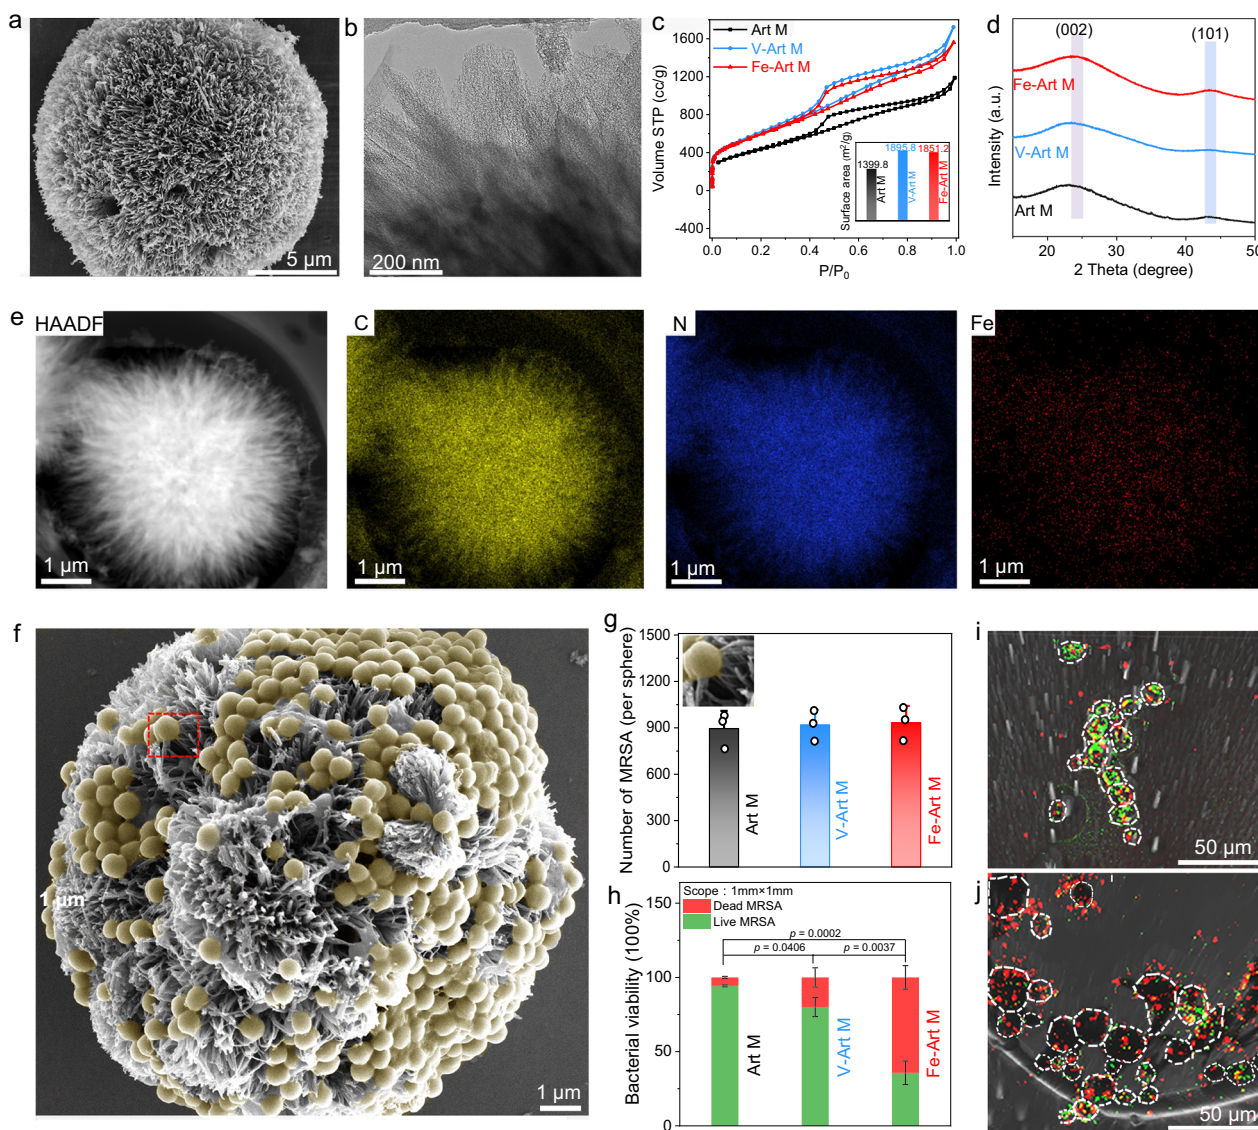 a
5 µm
b
200 nm
c
Art M
V-Art M
Fe-Art M
Volume STP (cc/g)
1600
1200
800
400
0
-400
0.0 0.2 0.4 0.6 0.8 1.0
P/P0
Surface area (m²/g)
1399.8
1895.8
1851.2
Art M
V-Art M
Fe-Art M
d
(002)
(101)
Intensity (a.u.)
Fe-Art M
V-Art M
Art M
20 30 40 50
2 Theta (degree)
e
HAADF
1 µm
C
1 µm
N
1 µm
Fe
1 µm
f
1 µm
1 µm
g
Number of MRSA (per sphere)
1500
1200
900
600
300
0
Art M
V-Art M
Fe-Art M
h
Bacterial viability (100%)
150
100
50
0
Scope : 1mm×1mm
Dead MRSA
Live MRSA
p = 0.0002
p = 0.0406
p = 0.0037
Art M
V-Art M
Fe-Art M
i
50 µm
j
50 µm